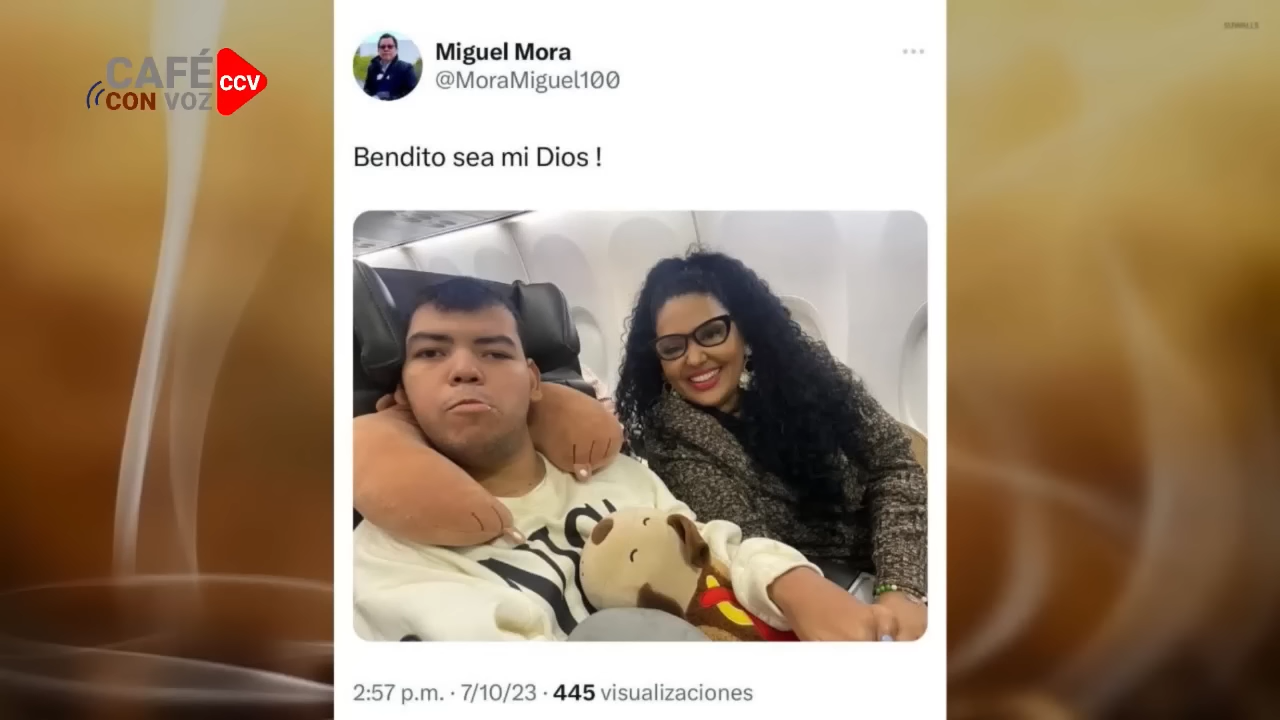 CAFÉ
CON VOZ
CCV
Miguel Mora
@MoraMiguel100
Bendito sea mi Dios !
2:57 p.m. · 7/10/23 · 445 visualizaciones